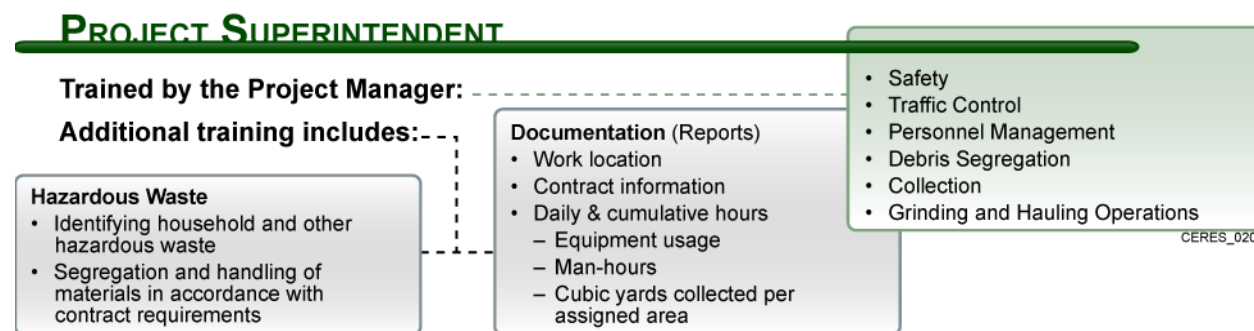 PROJECT SUPERINTENDENT
Trained by the Project Manager:
• Safety
• Traffic Control
• Personnel Management
• Debris Segregation
• Collection
• Grinding and Hauling Operations
CERES_020
Additional training includes:
Hazardous Waste
• Identifying household and other
hazardous waste
• Segregation and handling of
materials in accordance with
contract requirements
Documentation (Reports)
• Work location
• Contract information
• Daily & cumulative hours
– Equipment usage
– Man-hours
– Cubic yards collected per
assigned area